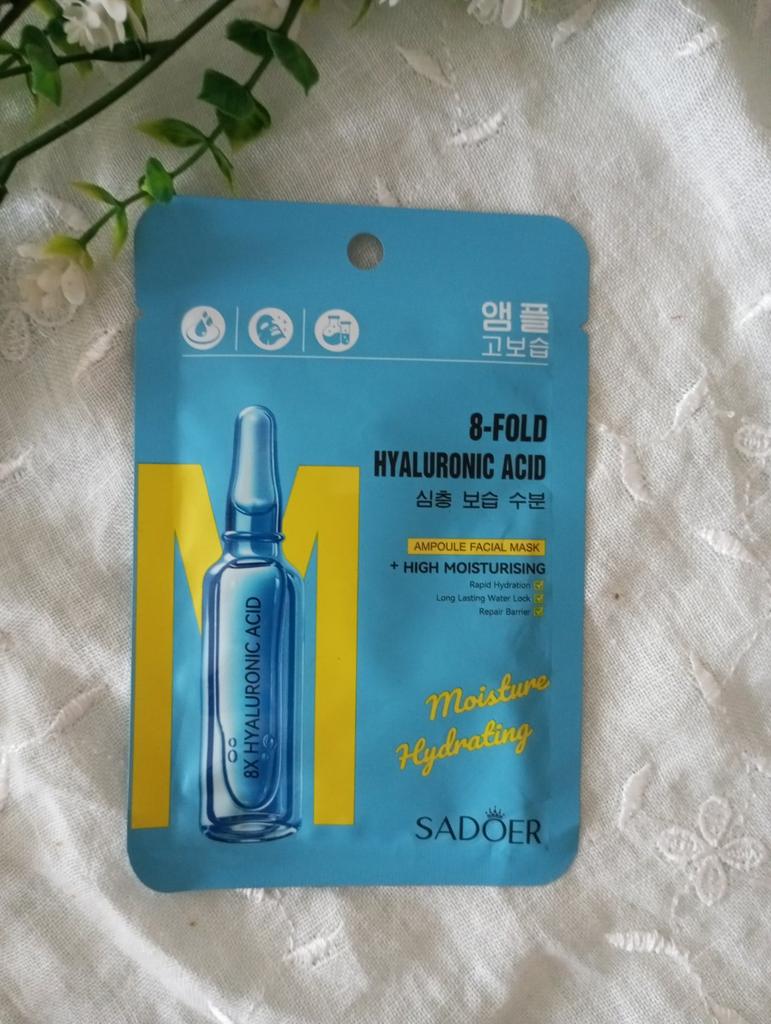 앰플
고보습
8-FOLD
HYALURONIC ACID
심층 보습 수분
AMPOULE FACIAL MASK
+ HIGH MOISTURISING
Rapid Hydration
Long Lasting Water Lock
Repair Barrier
M
8X HYALURONIC ACID
Moisture
Hydrating
SADOER